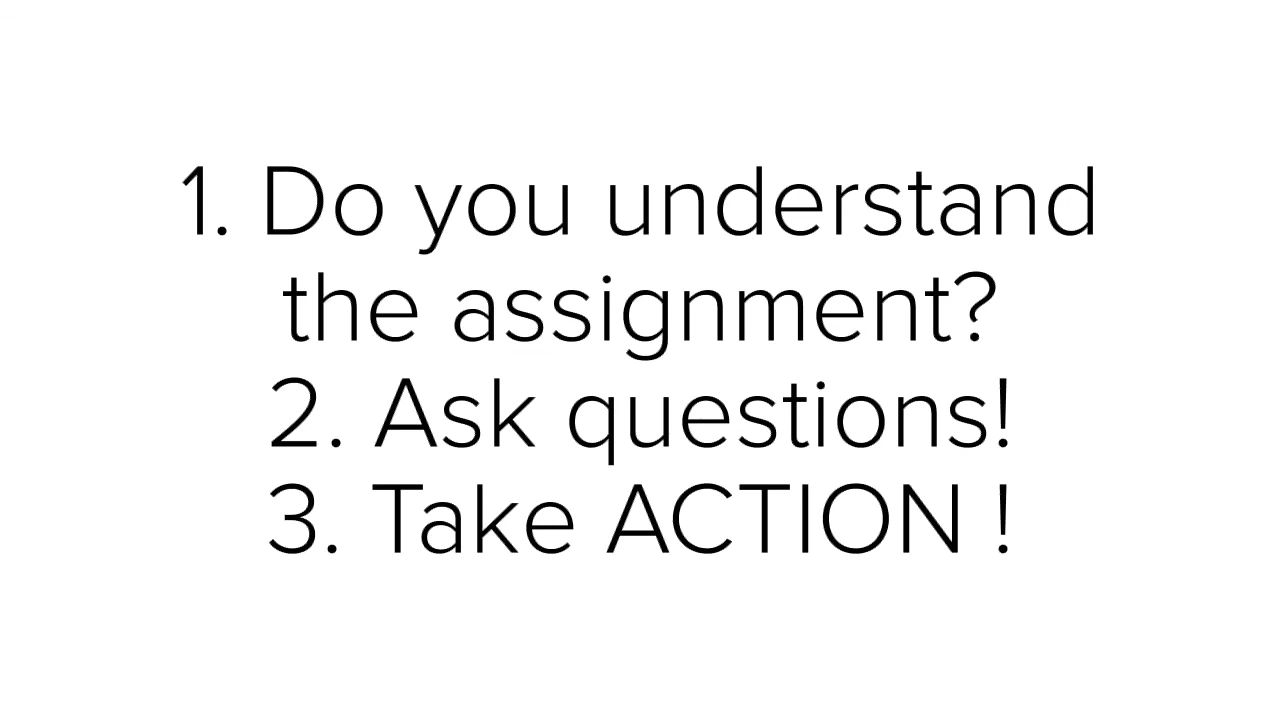 1. Do you understand
the assignment?
2. Ask questions!
3. Take ACTION !